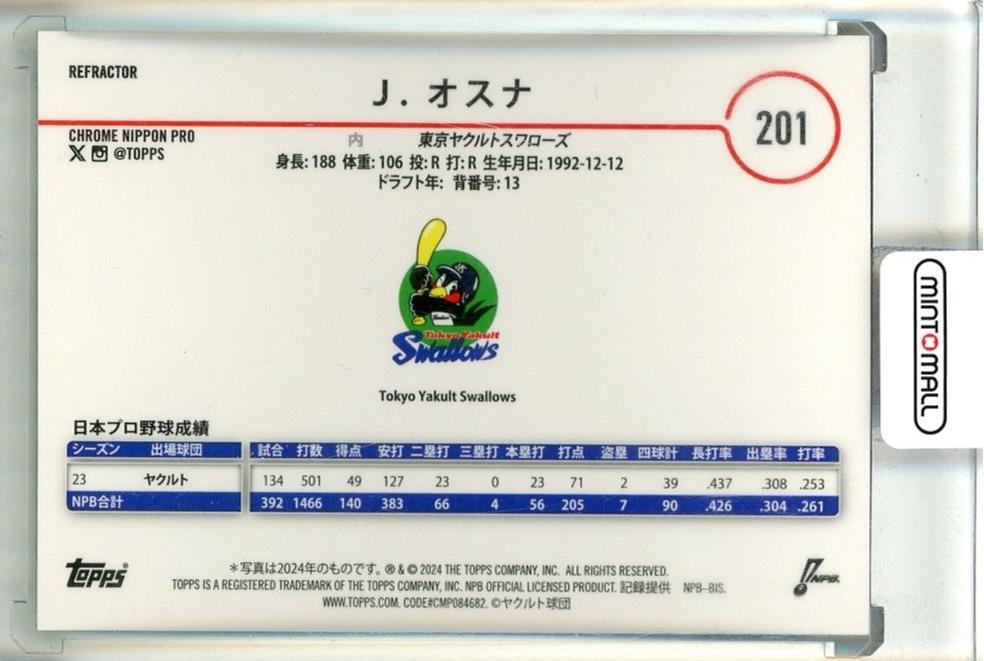 REFRACTOR
J. オスナ
201
CHROME NIPPON PRO
@TOPPS
内 東京ヤクルトスワローズ
身長: 188 体重: 106 投: R 打: R 生年月日: 1992-12-12
ドラフト年: 背番号: 13
Tokyo Yakult
Swallows
Tokyo Yakult Swallows
MINTOMALL
日本プロ野球成績
シーズン 出場球団 試合 打数 得点 安打 二塁打 三塁打 本塁打 打点 盗塁 四球計 長打率 出塁率 打率
23 ヤクルト 134 501 49 127 23 0 23 71 2 39 .437 .308 .253
NPB合計 392 1466 140 383 66 4 56 205 7 90 .426 .304 .261
topps
＊写真は2024年のものです。 ® & © 2024 THE TOPPS COMPANY, INC. ALL RIGHTS RESERVED.
TOPPS IS A REGISTERED TRADEMARK OF THE TOPPS COMPANY, INC. NPB OFFICIAL LICENSED PRODUCT. 記録提供 NPB-BIS.
WWW.TOPPS.COM. CODE#CMP084682. ©ヤクルト球団
NPB.